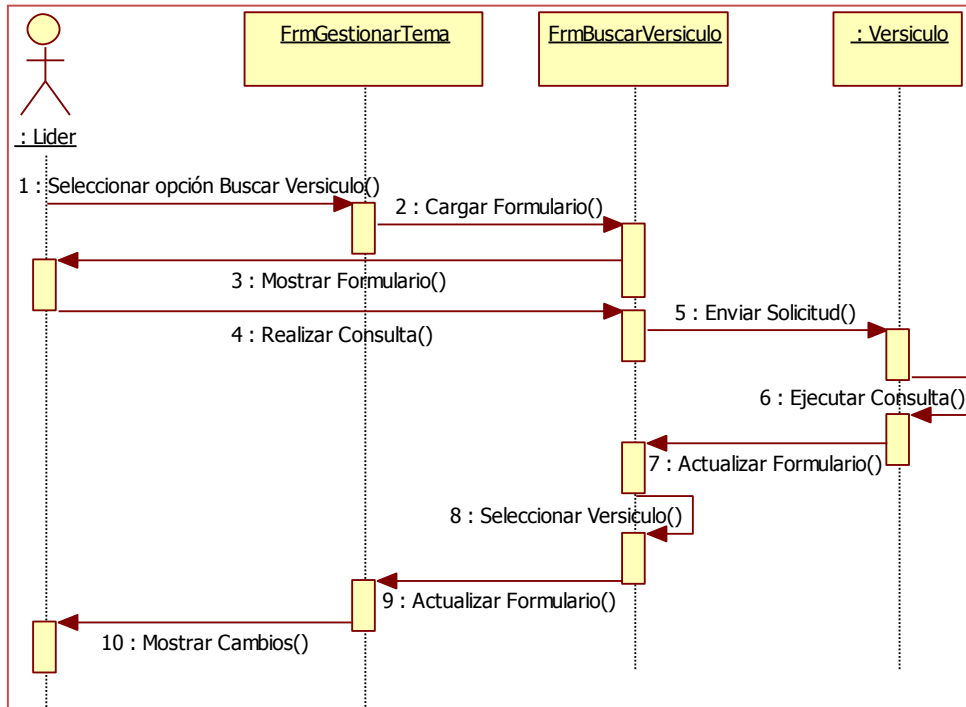 FrmGestionarTema
FrmBuscarVersiculo
: Versiculo
: Lider
1 : Seleccionar opción Buscar Versiculo()
2 : Cargar Formulario()
3 : Mostrar Formulario()
4 : Realizar Consulta()
5 : Enviar Solicitud()
6 : Ejecutar Consulta()
7 : Actualizar Formulario()
8 : Seleccionar Versiculo()
9 : Actualizar Formulario()
10 : Mostrar Cambios()